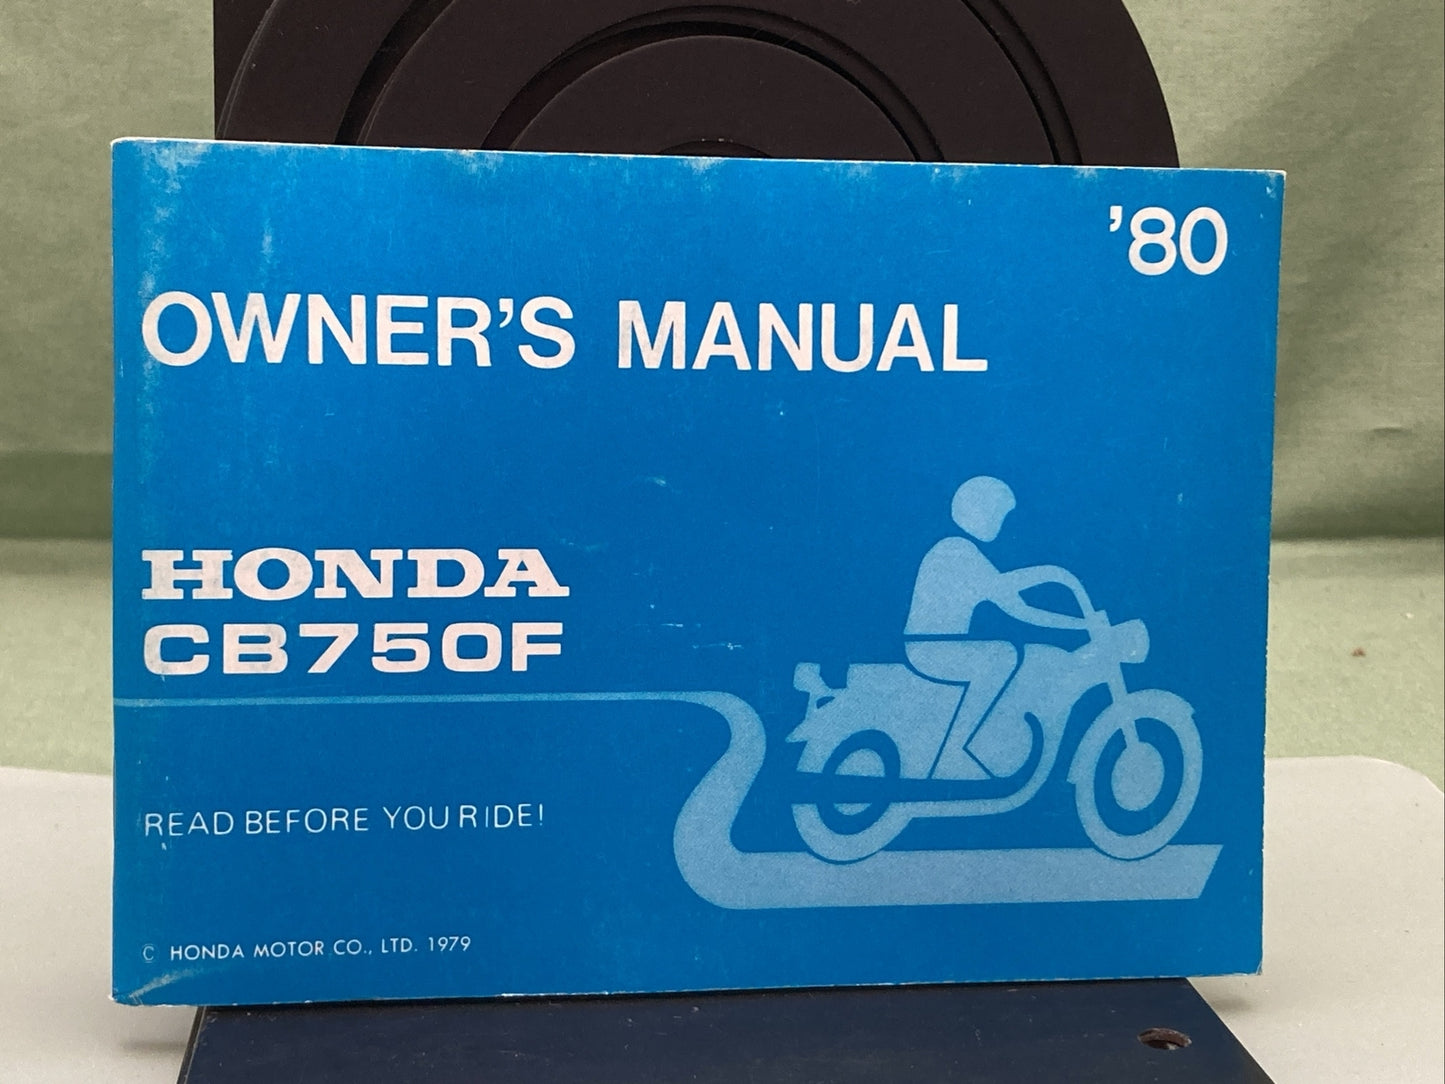 '80
OWNER'S MANUAL
HONDA
CB750F
READ BEFORE YOU RIDE!
© HONDA MOTOR CO., LTD. 1979